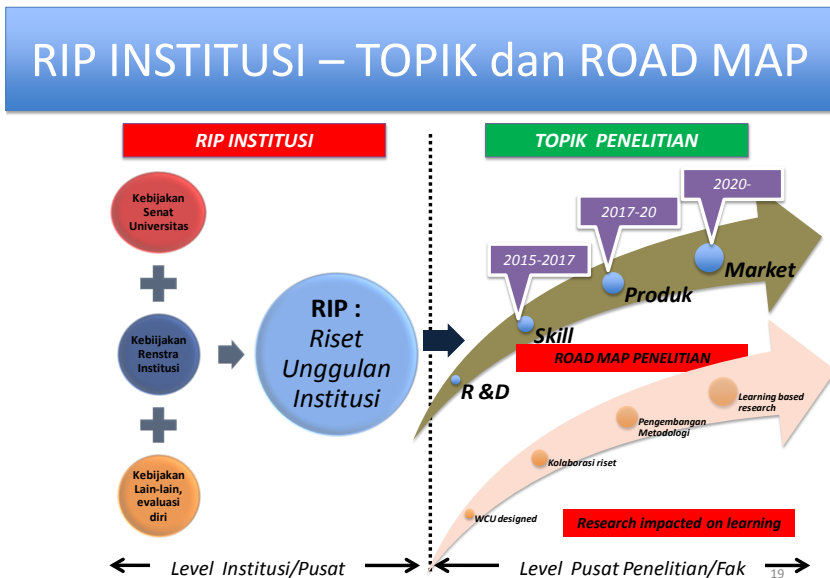 RIP INSTITUSI – TOPIK dan ROAD MAP
RIP INSTITUSI
Kebijakan
Senat
Universitas
Kebiijakan
Renstra
Institusi
Kebijakan
Lain-lain,
evaluasi
diri
RIP :
Riset
Unggulan
Institusi
Level Institusi/Pusat
TOPIK PENELITIAN
2015-2017
2017-20
2020-
R &D
Skill
Produk
Market
ROAD MAP PENELITIAN
WCU designed
Kolaborasi riset
Pengembangan
Metodologi
Learning based
research
Research impacted on learning
Level Pusat Penelitian/Fak
19